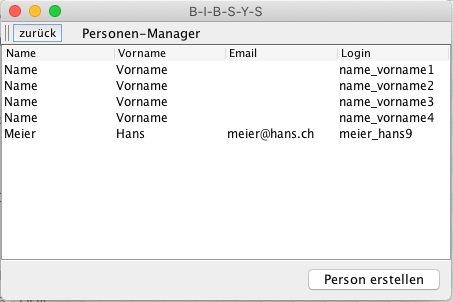 B-I-B-S-Y-S
zurück Personen-Manager
Name Vorname Email Login
Name Vorname name_vorname1
Name Vorname name_vorname2
Name Vorname name_vorname3
Name Vorname name_vorname4
Meier Hans meier@hans.ch meier_hans9
Person erstellen